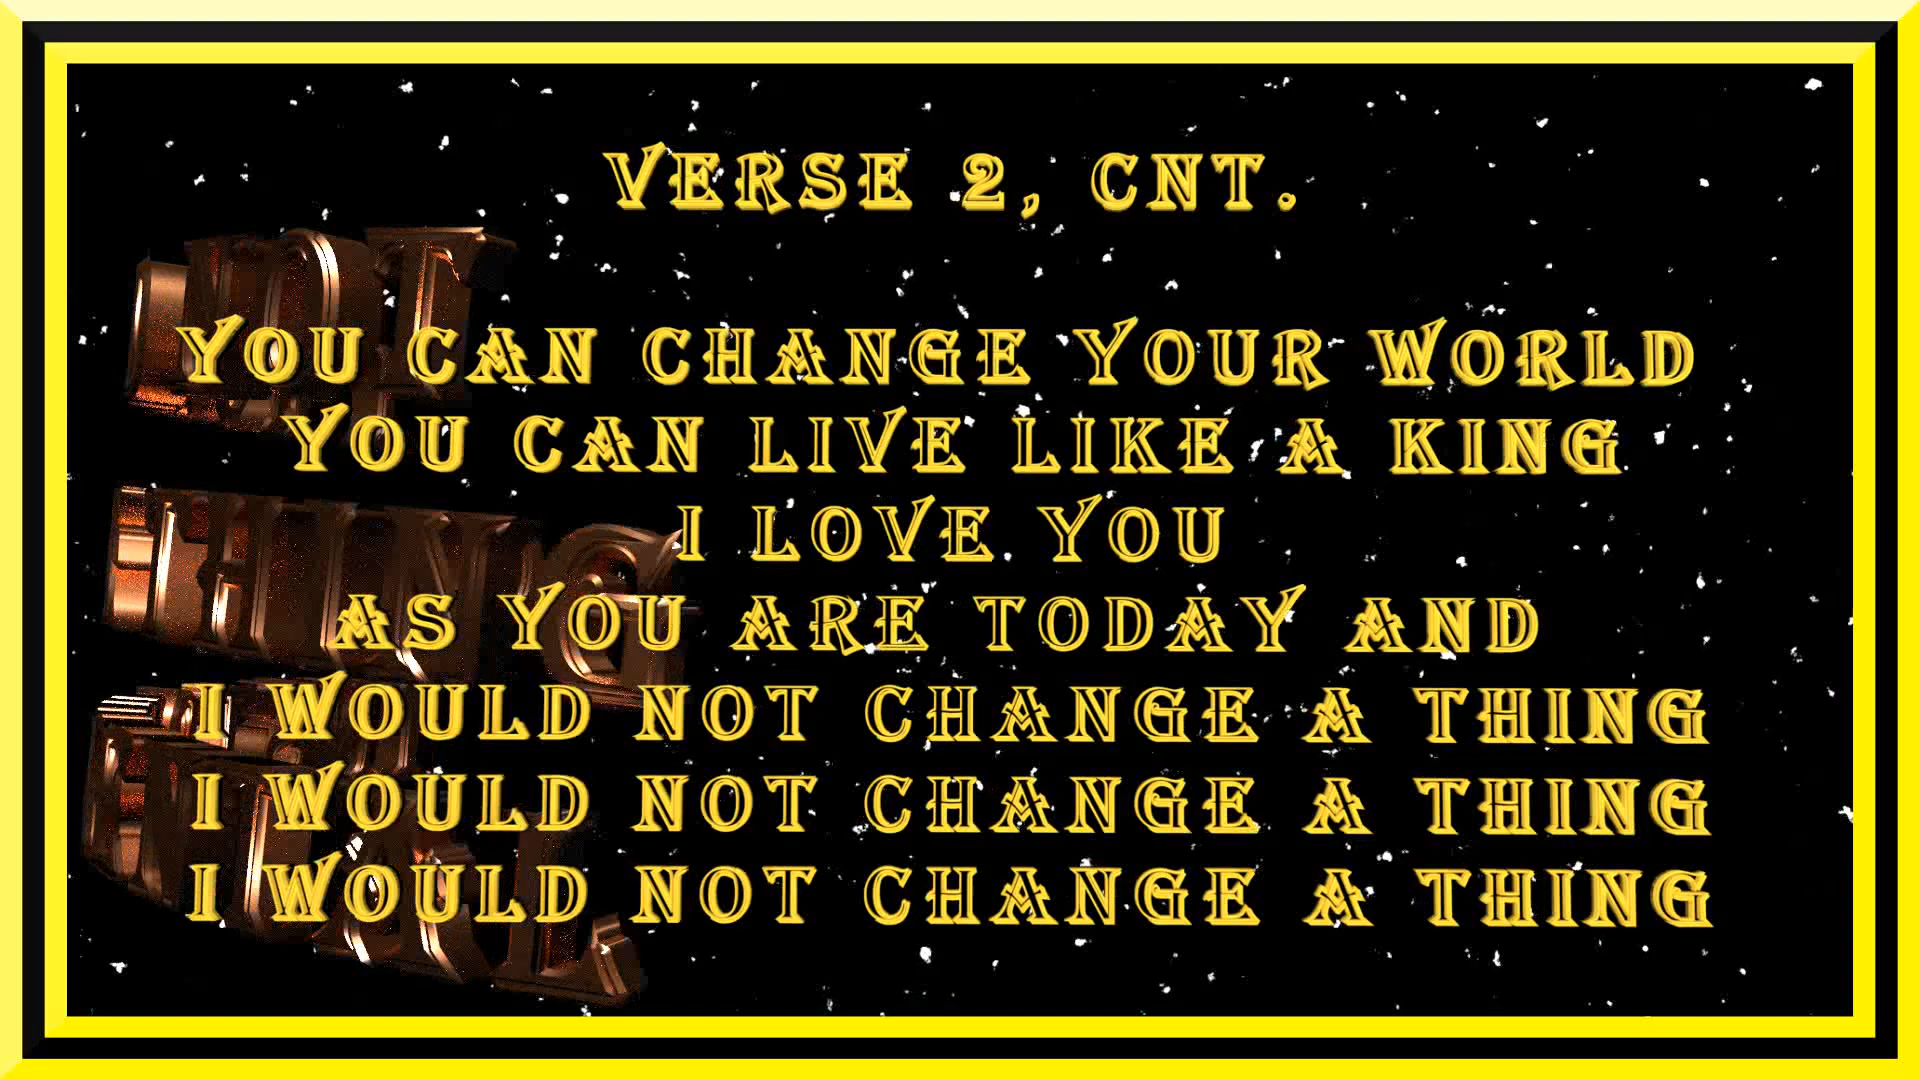 VERSE 2, CNT.
YOU CAN CHANGE YOUR WORLD
YOU CAN LIVE LIKE A KING
I LOVE YOU
AS YOU ARE TODAY AND
I WOULD NOT CHANGE A THING
I WOULD NOT CHANGE A THING
I WOULD NOT CHANGE A THING
THING